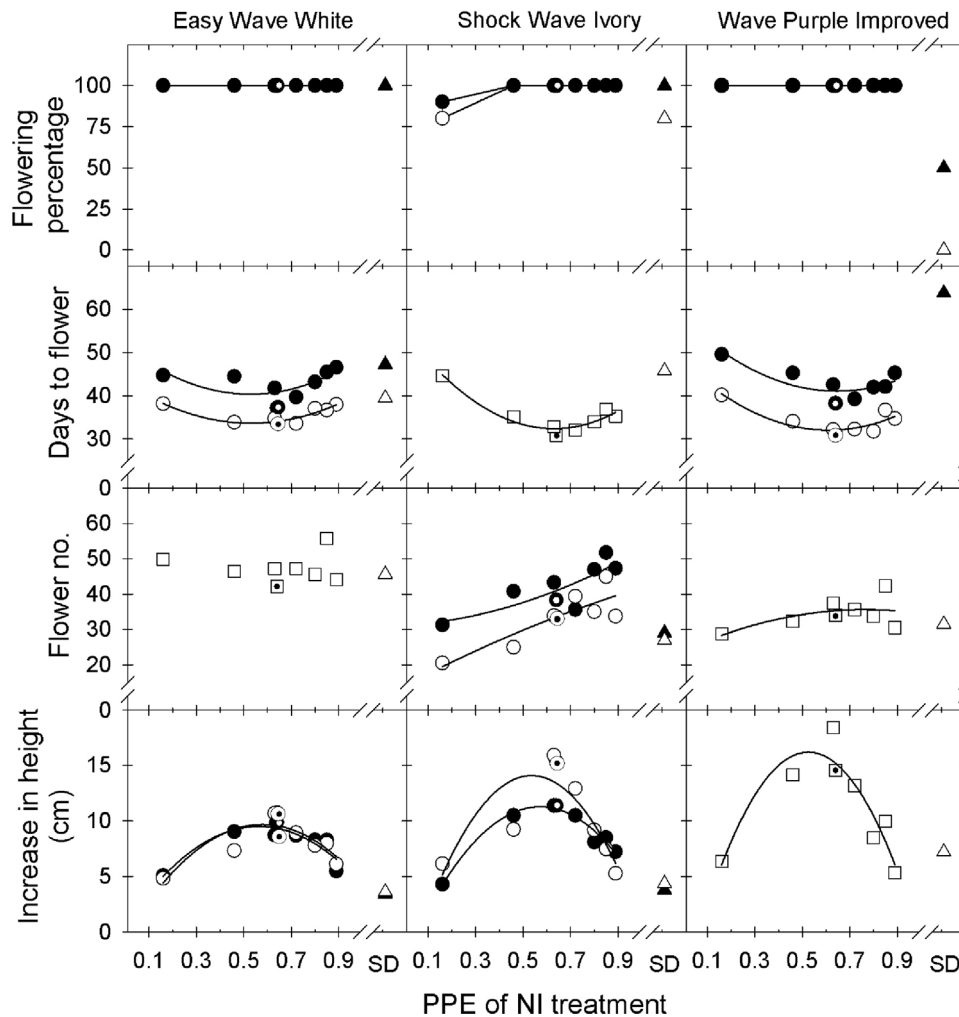 Easy Wave White Shock Wave Ivory Wave Purple Improved
Flowering
percentage
100
75
50
25
0
Days to flower
60
50
40
30
0
Flower no.
60
50
40
30
20
0
Increase in height
(cm)
15
10
5
0
0.1 0.3 0.5 0.7 0.9 SD 0.1 0.3 0.5 0.7 0.9 SD 0.1 0.3 0.5 0.7 0.9 SD
PPE of NI treatment